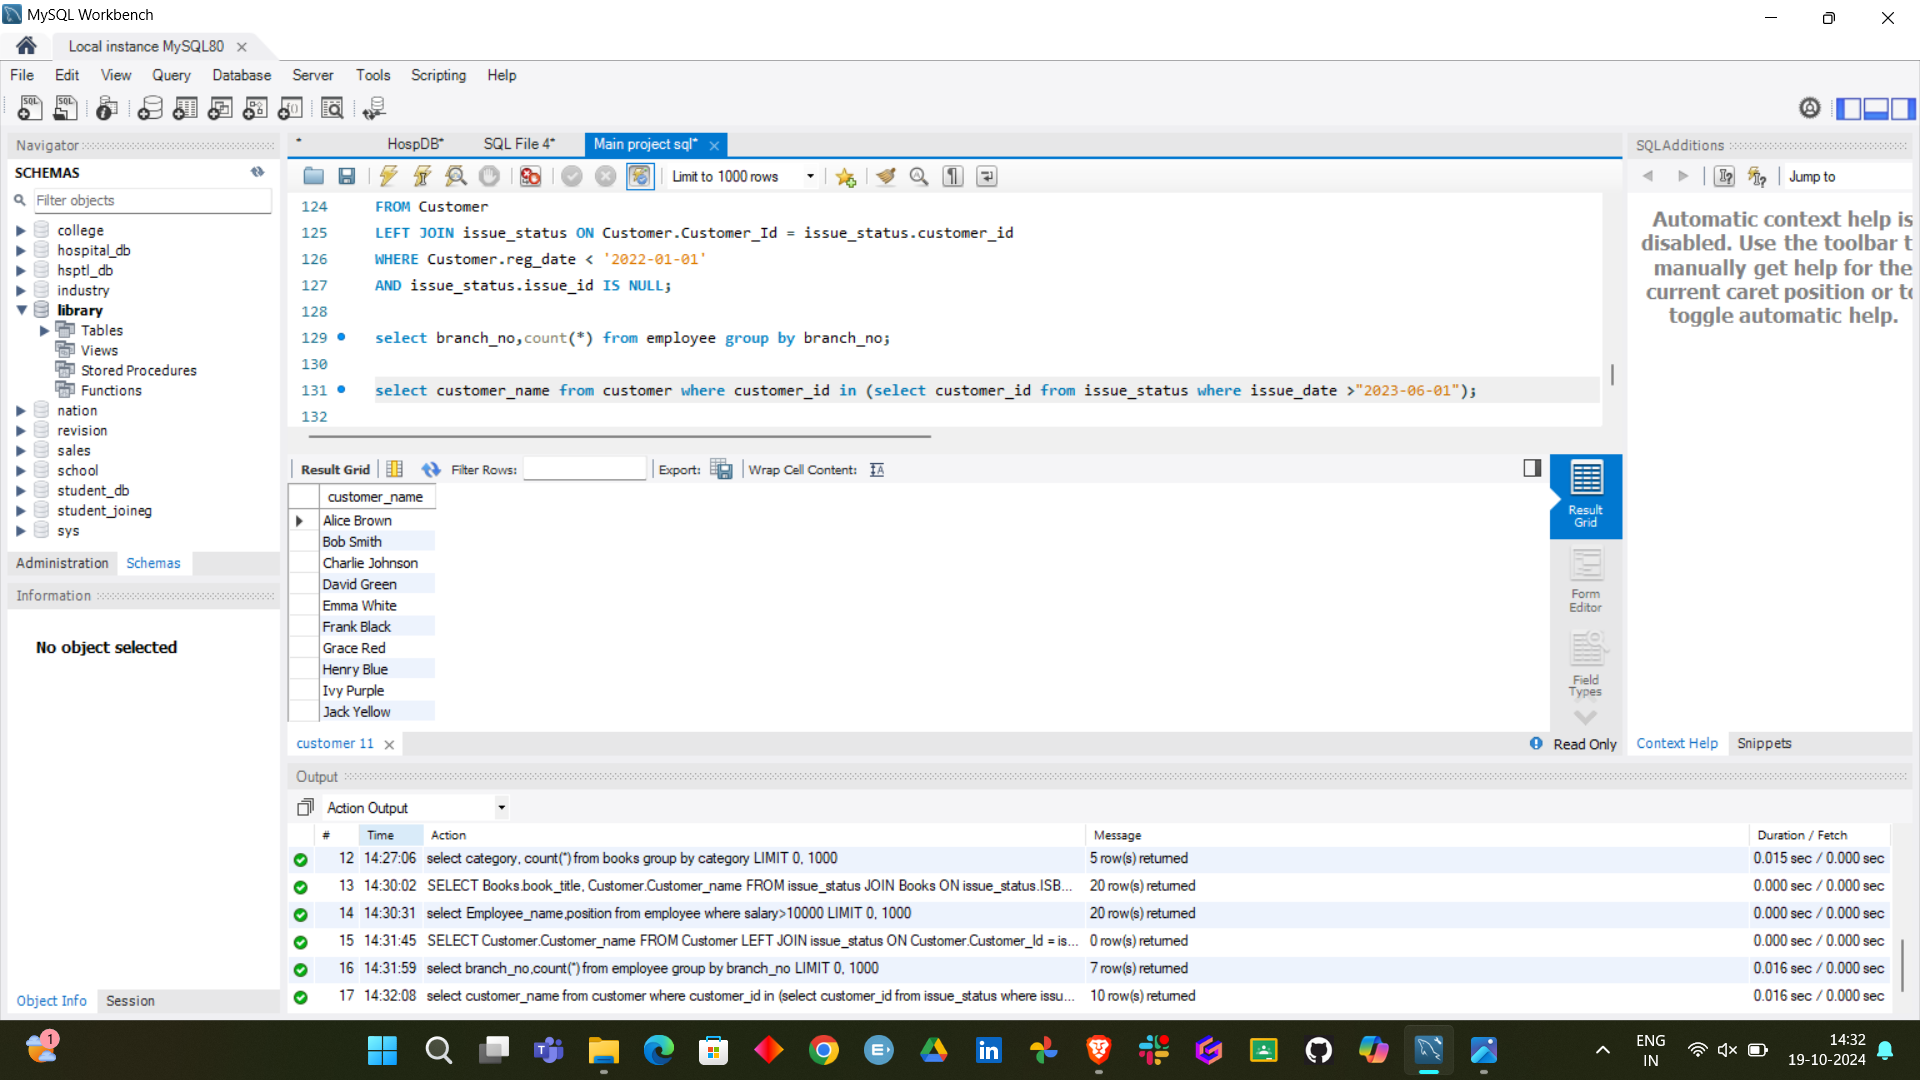 MySQL Workbench
Local instance MySQL80
File Edit View Query Database Server Tools Scripting Help
Navigator
SCHEMAS
Filter objects
college
hospital_db
hsptl_db
industry
library
Tables
Views
Stored Procedures
Functions
nation
revision
sales
school
student_db
student_joineg
sys
Administration Schemas
Information
No object selected
Object Info Session
* HospDB* SQL File 4* Main project sql*
Limit to 1000 rows
124 FROM Customer
125 LEFT JOIN issue_status ON Customer.Customer_Id = issue_status.customer_id
126 WHERE Customer.reg_date < '2022-01-01'
127 AND issue_status.issue_id IS NULL;
128
129 select branch_no,count(*) from employee group by branch_no;
130
131 select customer_name from customer where customer_id in (select customer_id from issue_status where issue_date >"2023-06-01");
132
Result Grid Filter Rows: Export: Wrap Cell Content:
customer_name
Alice Brown
Bob Smith
Charlie Johnson
David Green
Emma White
Frank Black
Grace Red
Henry Blue
Ivy Purple
Jack Yellow
Result
Grid
Form
Editor
Field
Types
customer 11
Read Only
SQLAdditions
Jump to
Automatic context help is
disabled. Use the toolbar t
manually get help for the
current caret position or to
toggle automatic help.
Context Help Snippets
Output
Action Output
# Time Action Message Duration / Fetch
12 14:27:06 select category, count(*) from books group by category LIMIT 0, 1000 5 row(s) returned 0.015 sec / 0.000 sec
13 14:30:02 SELECT Books.book_title, Customer.Customer_name FROM issue_status JOIN Books ON issue_status.ISB... 20 row(s) returned 0.000 sec / 0.000 sec
14 14:30:31 select Employee_name,position from employee where salary>10000 LIMIT 0, 1000 20 row(s) returned 0.000 sec / 0.000 sec
15 14:31:45 SELECT Customer.Customer_name FROM Customer LEFT JOIN issue_status ON Customer.Customer_Id = is... 0 row(s) returned 0.000 sec / 0.000 sec
16 14:31:59 select branch_no,count(*) from employee group by branch_no LIMIT 0, 1000 7 row(s) returned 0.016 sec / 0.000 sec
17 14:32:08 select customer_name from customer where customer_id in (select customer_id from issue_status where issu... 10 row(s) returned 0.016 sec / 0.000 sec
1
ENG
IN
14:32
19-10-2024